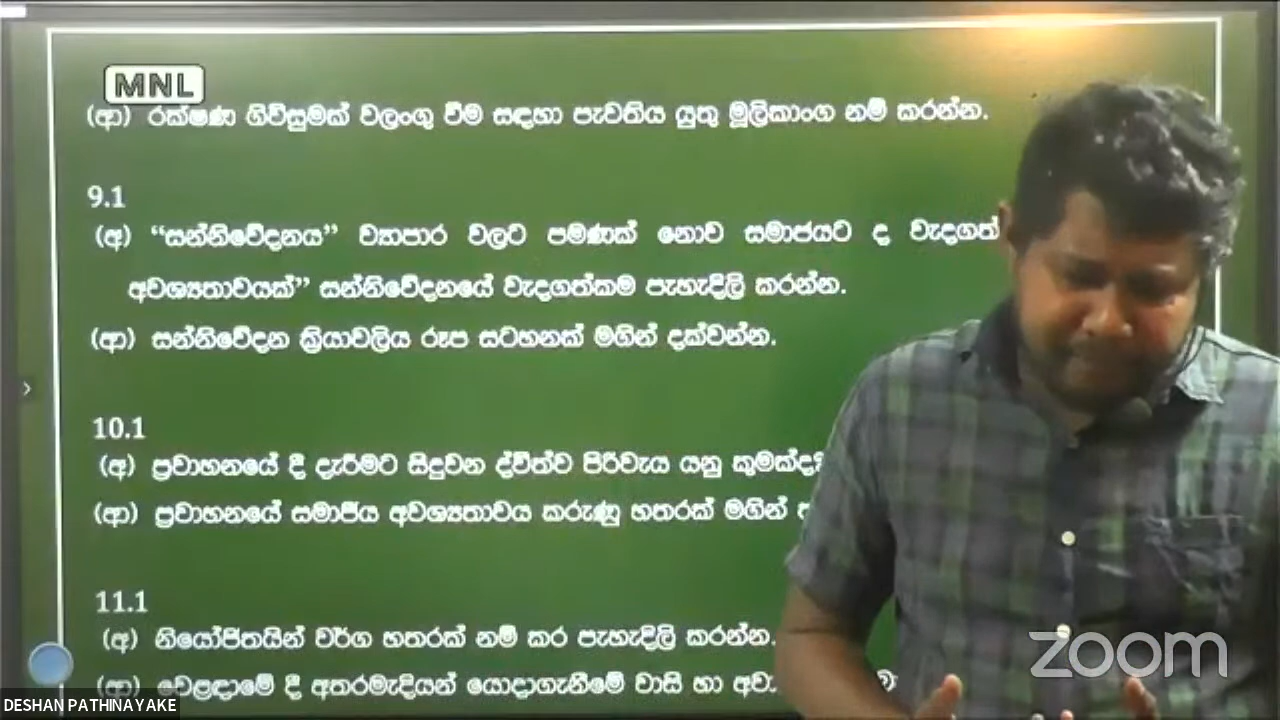 MNL
(ආ) රක්ෂණ ගිවිසුමක් වලංගු වීම සඳහා පැවතිය යුතු මූලිකාංග නම් කරන්න.
9.1
(අ) “සන්නිවේදනය” ව්‍යාපාර වලට පමණක් නොව සමාජයට ද වැදගත්
අවශ්‍යතාවයක්” සන්නිවේදනයේ වැදගත්කම පැහැදිලි කරන්න.
(ආ) සන්නිවේදන ක්‍රියාවලිය රූප සටහනක් මගින් දක්වන්න.
10.1
(අ) ප්‍රවාහනයේ දී දැරීමට සිදුවන ද්විත්ව පිරිවැය යනු
(ආ) ප්‍රවාහනයේ සමාජීය අවශ්‍යතාවය කරුණු හතරක් මගින්
11.1
(අ) නියෝජිතයින් වර්ග හතරක් නම් කර පැහැදිලි කරන්න.
(ආ) වෙළඳාමේ දී අතරමැදියන් යොදාගැනීමේ වාසි හා
zoom
DESHAN PATHINAYAKE